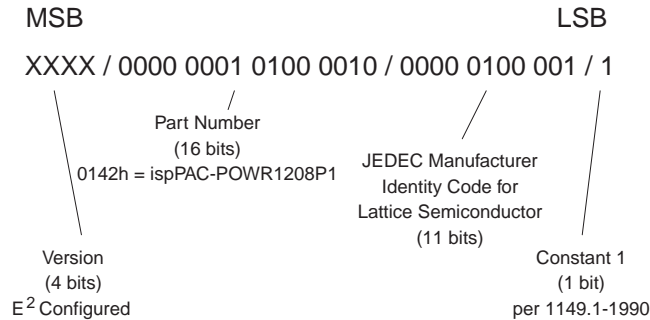 MSB LSB
XXXX / 0000 0001 0100 0010 / 0000 0100 001 / 1
Part Number
(16 bits)
0142h = ispPAC-POWR1208P1
JEDEC Manufacturer
Identity Code for
Lattice Semiconductor
(11 bits)
Version
(4 bits)
E2 Configured
Constant 1
(1 bit)
per 1149.1-1990